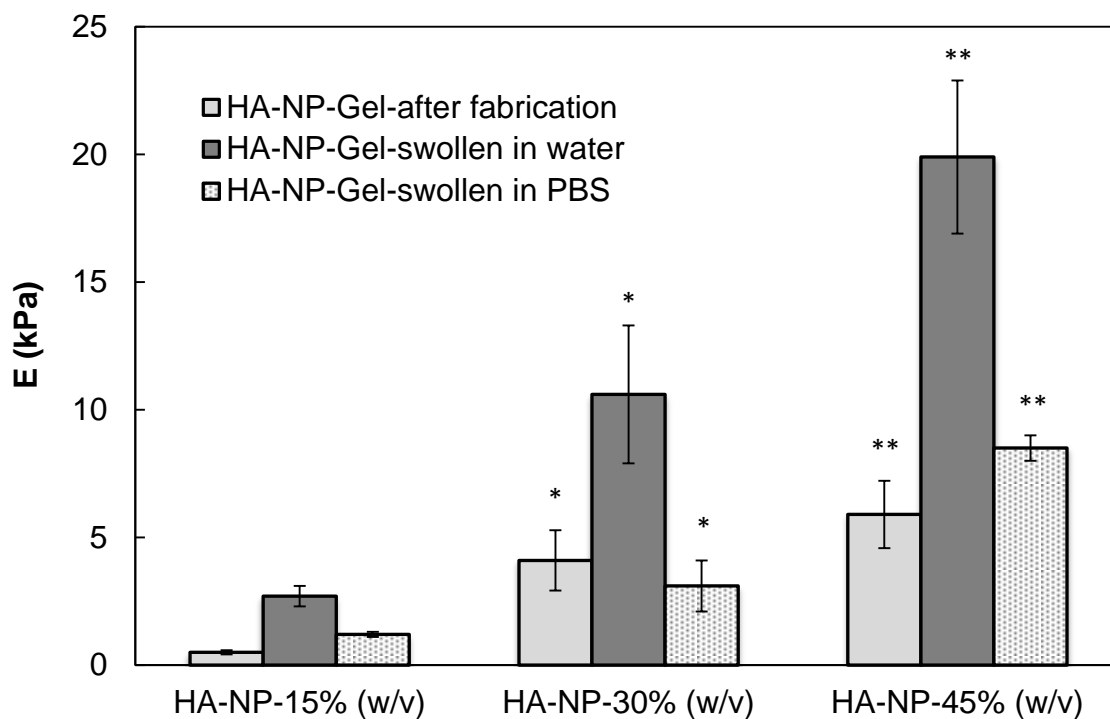 25
20
15
10
5
0
E (kPa)
HA-NP-Gel-after fabrication
HA-NP-Gel-swollen in water
HA-NP-Gel-swollen in PBS
*
*
*
**
**
**
HA-NP-15% (w/v)
HA-NP-30% (w/v)
HA-NP-45% (w/v)